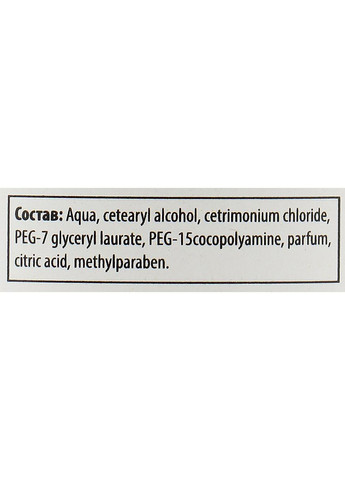 Состав: Aqua, cetearyl alcohol, cetrimonium chloride,
PEG-7 glyceryl laurate, PEG-15cocopolyamine, parfum,
citric acid, methylparaben.